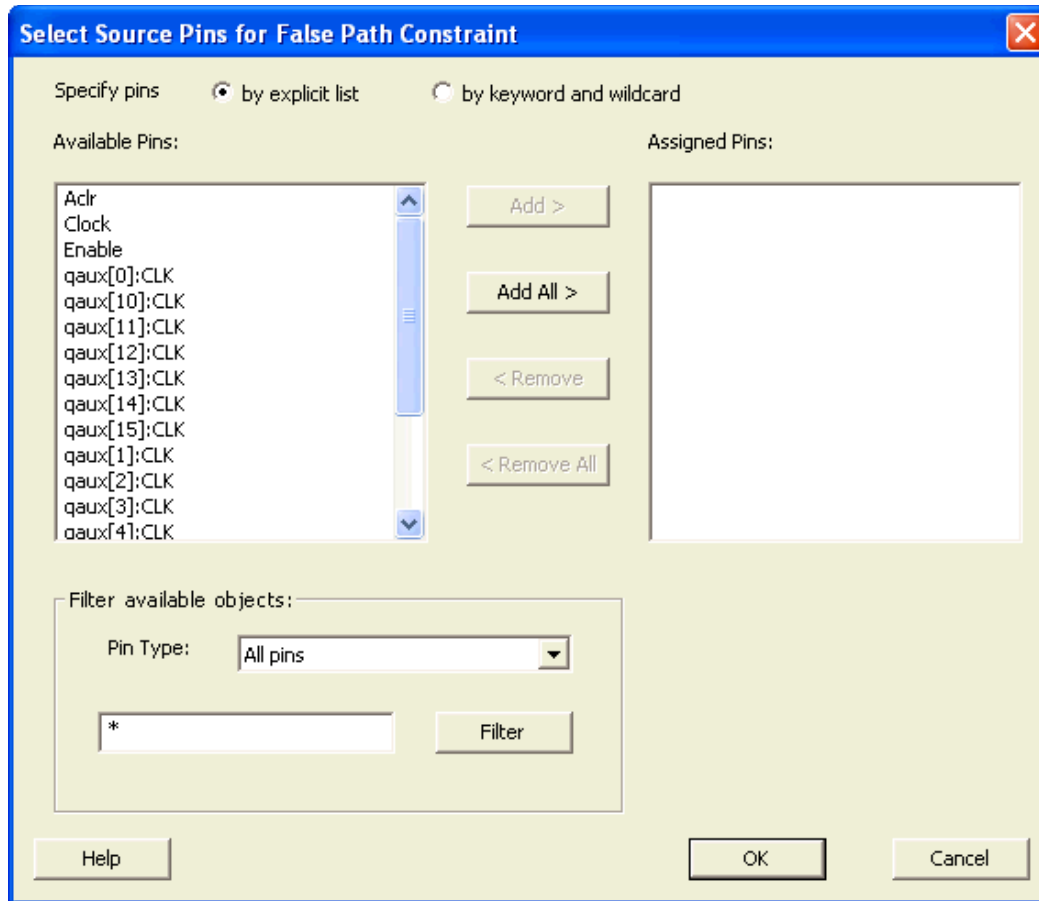 Select Source Pins for False Path Constraint
Specify pins by explicit list by keyword and wildcard
Available Pins: Assigned Pins:
Aclr
Clock
Enable
qaux[0]:CLK
qaux[10]:CLK
qaux[11]:CLK
qaux[12]:CLK
qaux[13]:CLK
qaux[14]:CLK
qaux[15]:CLK
qaux[1]:CLK
qaux[2]:CLK
qaux[3]:CLK
qaux[4]:CLK
Add >
Add All >
< Remove
< Remove All
Filter available objects:
Pin Type: All pins
* Filter
Help OK Cancel